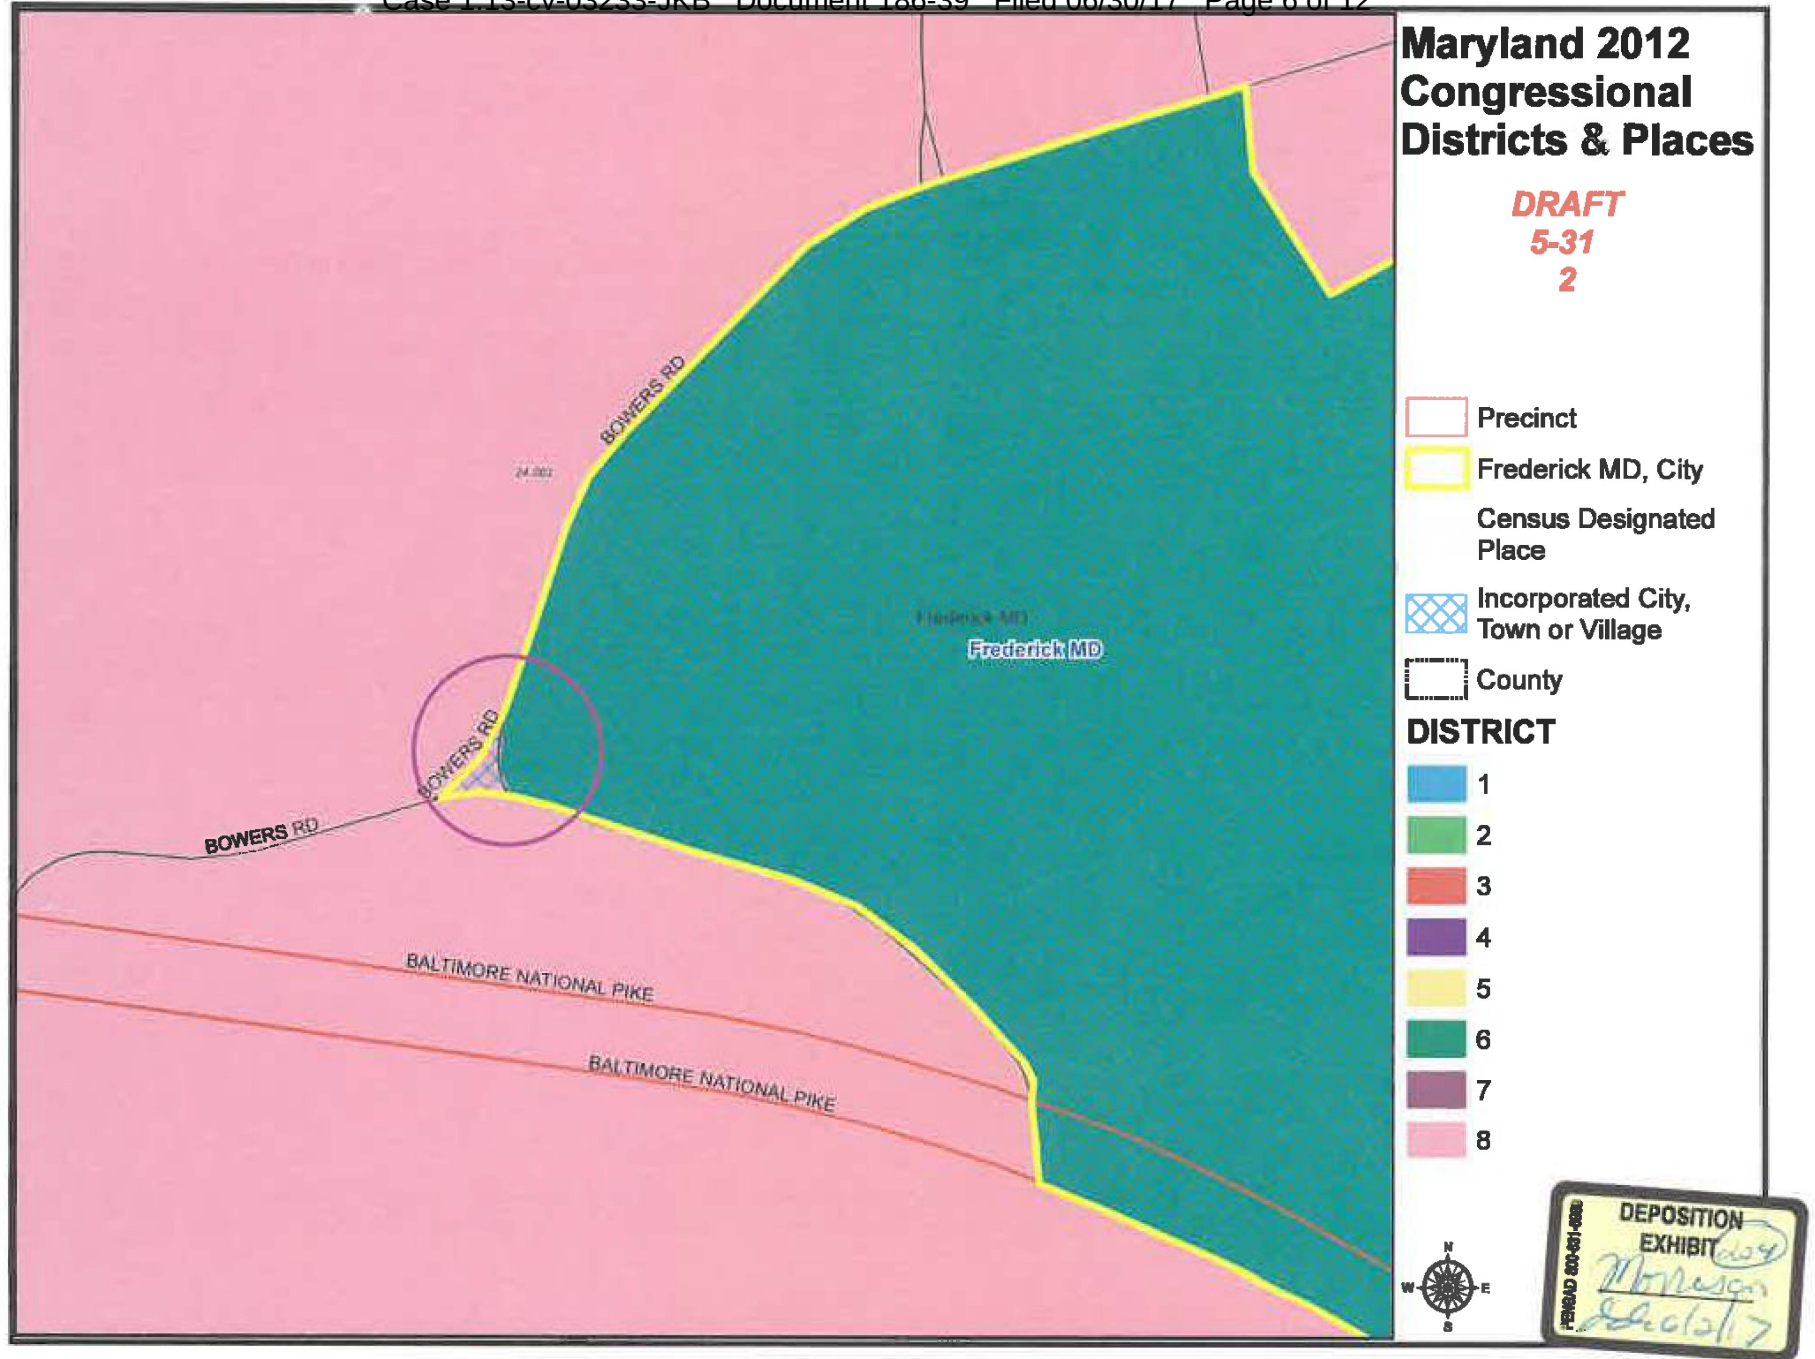 Case 1:13-cv-03233-JKB Document 186-39 Filed 06/30/17 Page 6 of 12
Maryland 2012
Congressional
Districts & Places
DRAFT
5-31
2
BOWERS RD
Frederick MD
Frederick MD
BOWERS RD
BOWERS RD
BALTIMORE NATIONAL PIKE
BALTIMORE NATIONAL PIKE
Precinct
Frederick MD, City
Census Designated
Place
Incorporated City,
Town or Village
County
DISTRICT
1
2
3
4
5
6
7
8
N
W E
S
DEPOSITION
EXHIBIT
6/2/17